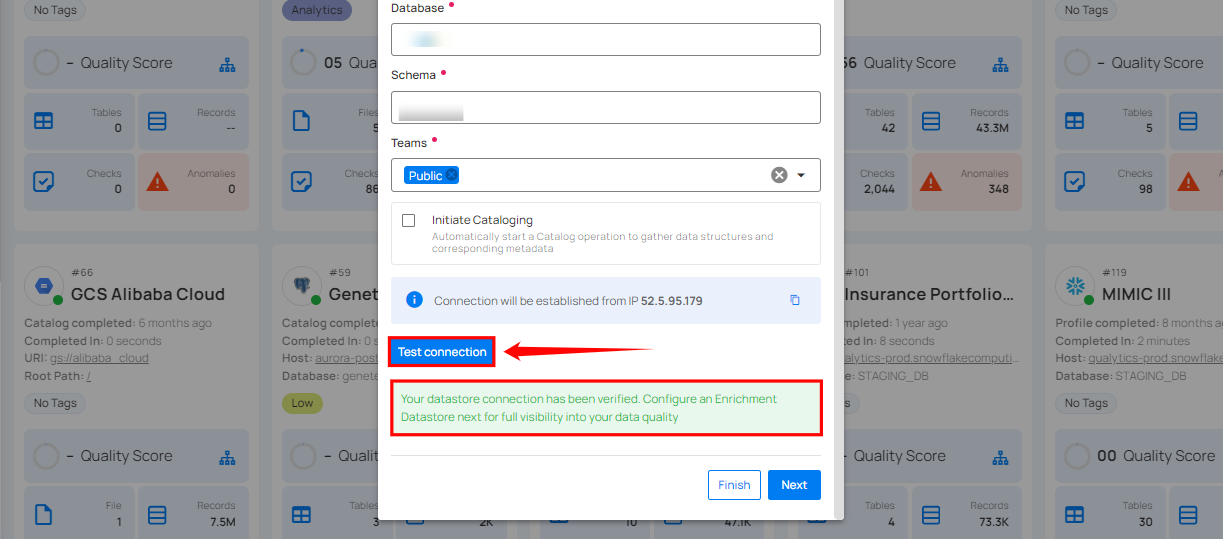 No Tags
Analytics
No Tags
– Quality Score
05 Quality Score
66 Quality Score
– Quality Score
Tables
0
Records
--
Files
5
Tables
42
Records
43.3M
Tables
5
Checks
0
Anomalies
0
Checks
86
Checks
2,044
Anomalies
348
Checks
98
Database
Schema
Teams
Public
Initiate Cataloging
Automatically start a Catalog operation to gather data structures and
corresponding metadata
Connection will be established from IP 52.5.95.179
Test connection
Your datastore connection has been verified. Configure an Enrichment
Datastore next for full visibility into your data quality
Finish
Next
#66
GCS Alibaba Cloud
Catalog completed: 6 months ago
Completed In: 0 seconds
URI: gs://alibaba_cloud
Root Path: /
No Tags
– Quality Score
File
1
Records
7.5M
#59
Genet
Catalog comp
Completed In:
Host: aurora-post
Database: genete
Low
– Quali
Tables
3
2K
10
47.1K
#101
Insurance Portfolio...
mpleted: 1 year ago
d In: 8 seconds
alytics-prod.snowflakecomputi...
e: STAGING_DB
– Quality Score
Tables
4
Records
73.3K
#119
MIMIC III
Profile completed: 8 months a
Completed In: 2 minutes
Host: qualytics-prod.snowflake
Database: STAGING_DB
No Tags
00 Quality Score
Tables
30